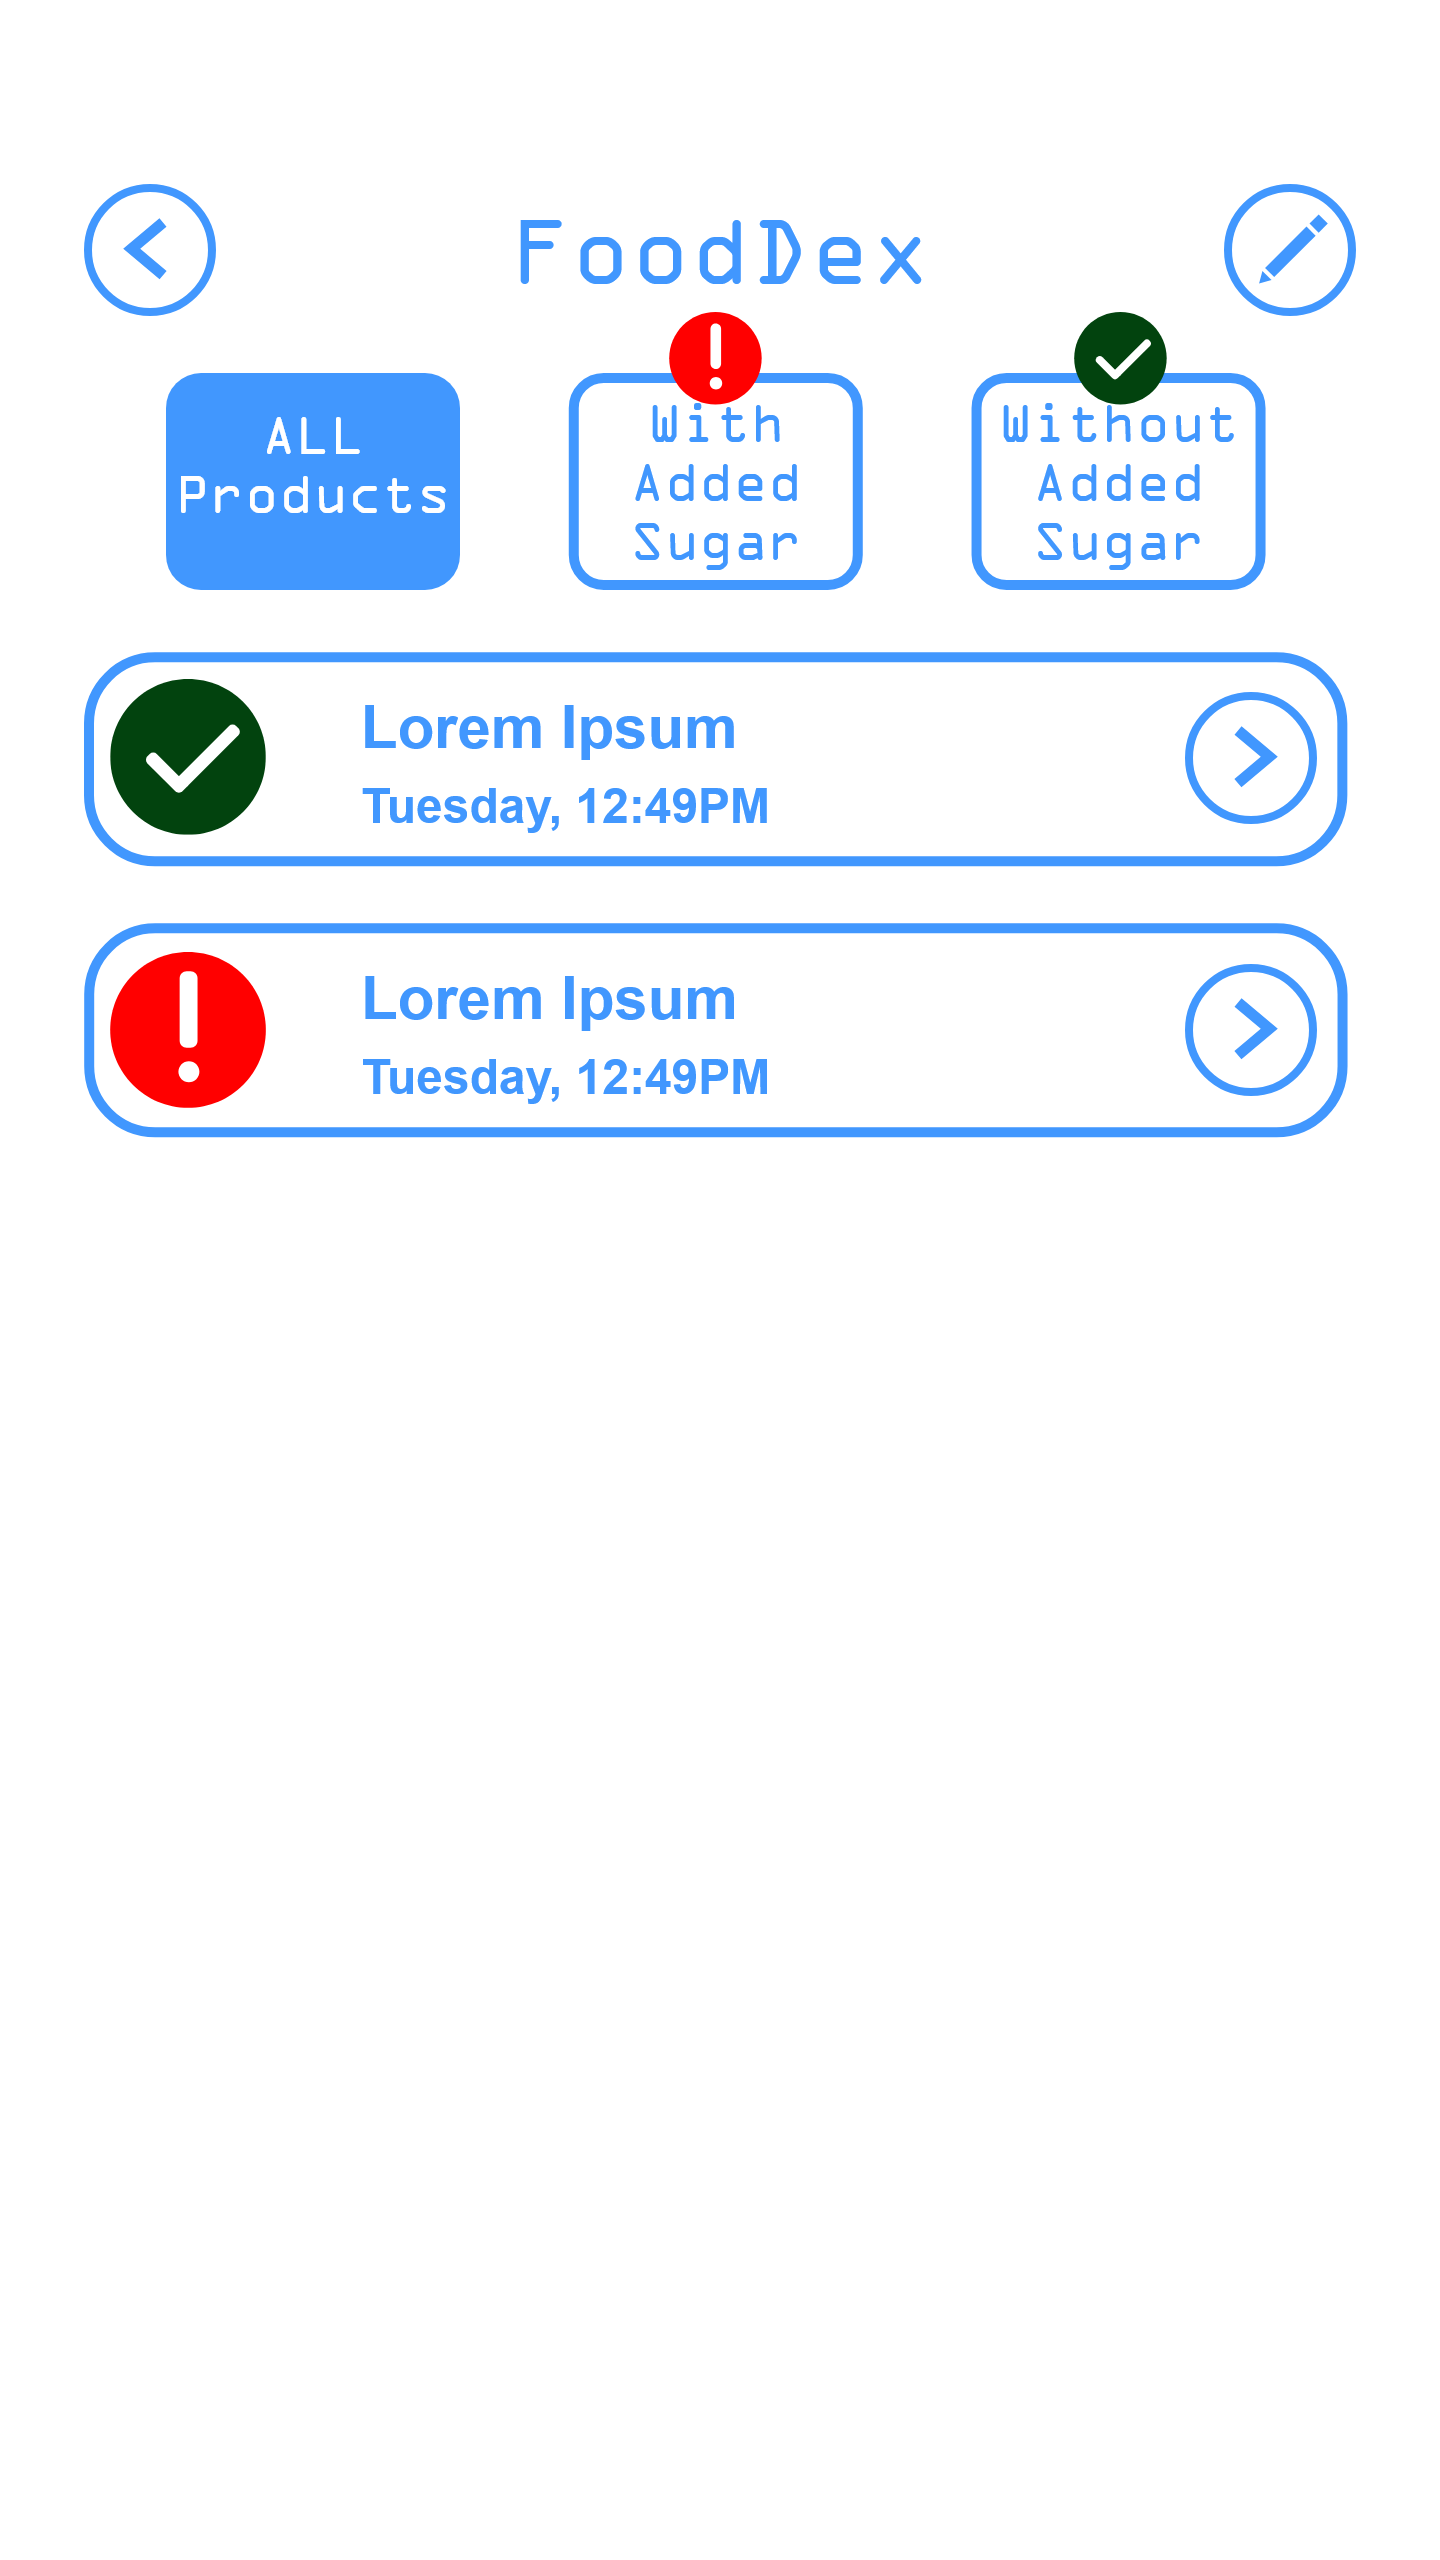 FoodDex
ALL
Products
With
Added
Sugar
Without
Added
Sugar
Lorem Ipsum
Tuesday, 12:49PM
Lorem Ipsum
Tuesday, 12:49PM